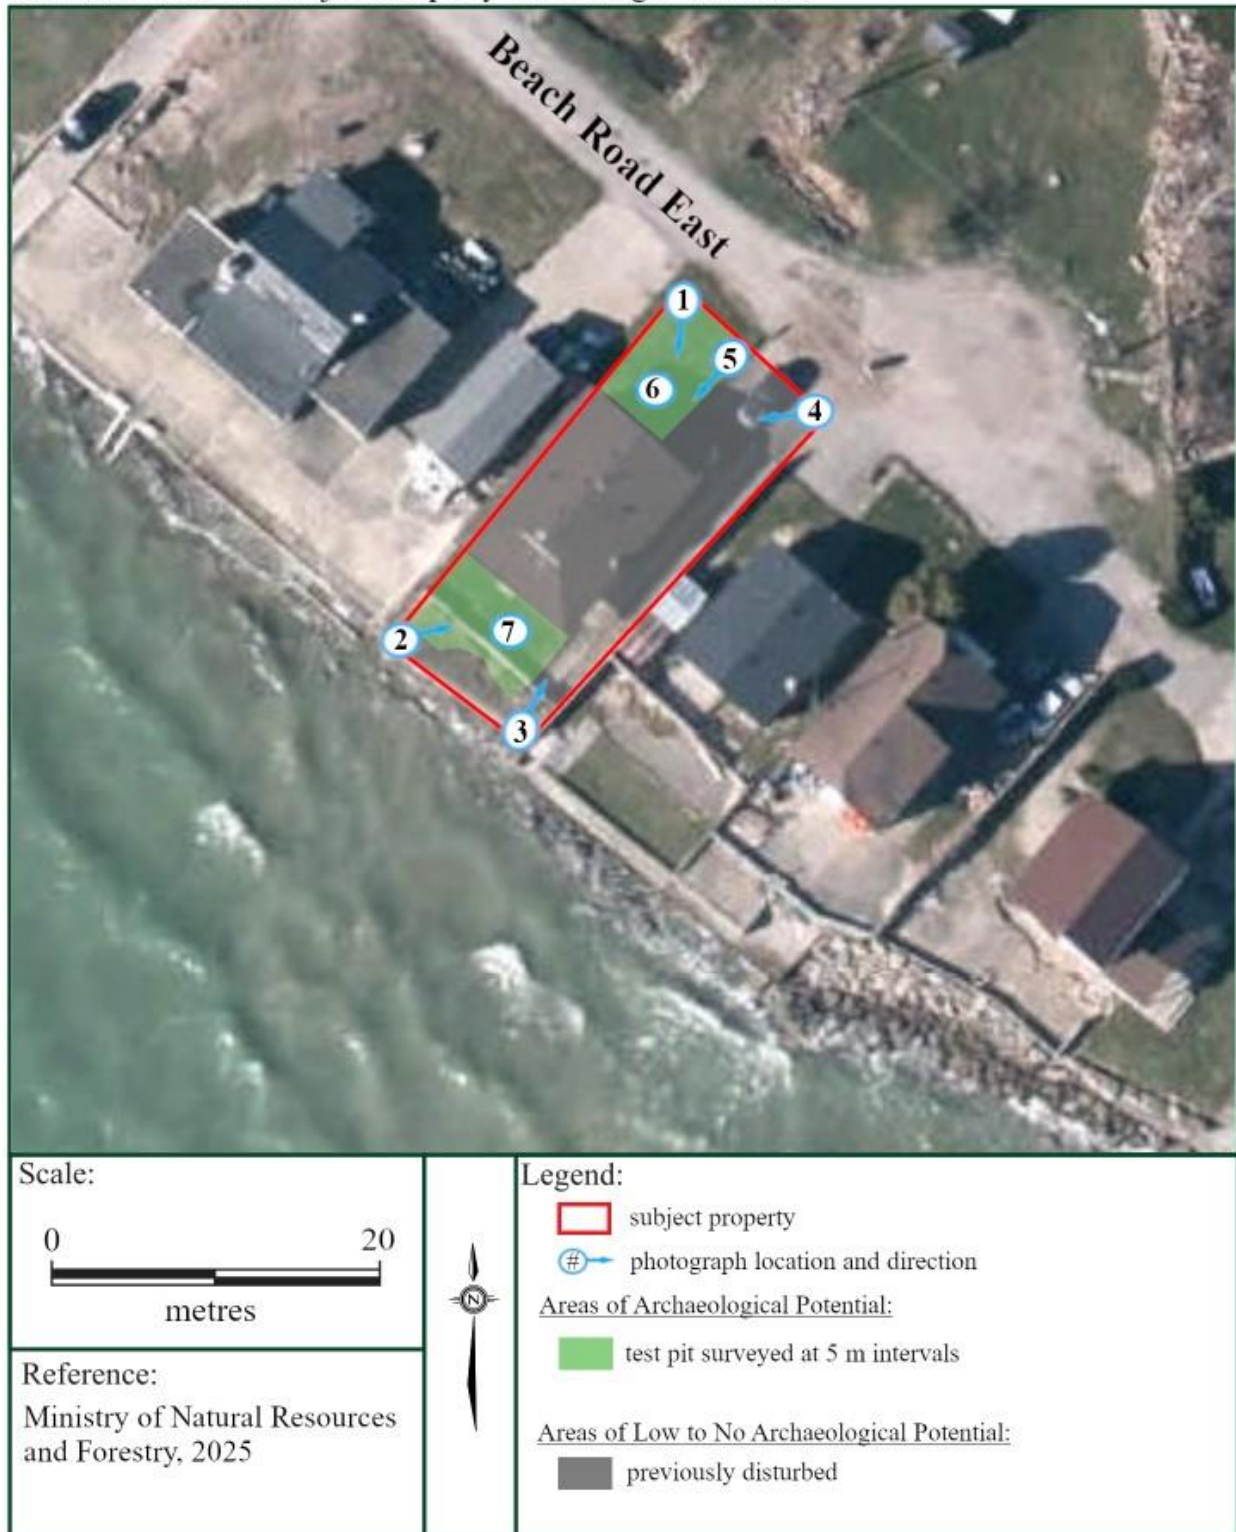 Beach Road East
1
5
6
4
7
2
3
Scale:
0 20
metres
Reference:
Ministry of Natural Resources
and Forestry, 2025
N
Legend:
subject property
# photograph location and direction
Areas of Archaeological Potential:
test pit surveyed at 5 m intervals
Areas of Low to No Archaeological Potential:
previously disturbed